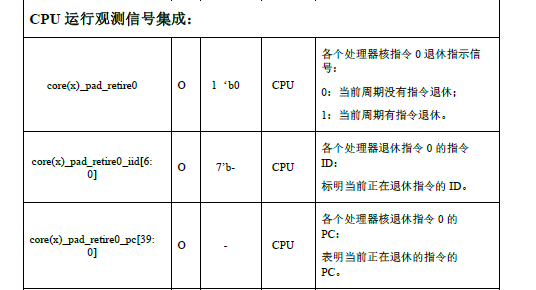 CPU 运行观测信号集成：
core(x)_pad_retire0
O
1‘b0
CPU
各个处理器核指令 0 退休指示信
号：
0：当前周期没有指令退休；
1：当前周期有指令退休。
core(x)_pad_retire0_iid[6:
0]
O
7’b-
CPU
各个处理器退休指令 0 的指令
ID：
标明当前正在退休指令的 ID。
core(x)_pad_retire0_pc[39:
0]
O
-
CPU
各个处理器核退休指令 0 的
PC：
表明当前正在退休的指令的
PC。